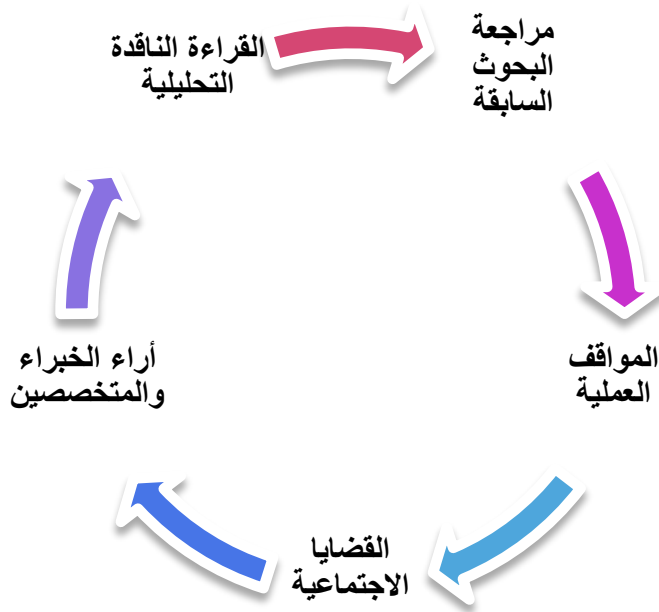 مراجعة
البحوث
السابقة
المواقف
العملية
القضايا
الاجتماعية
أراء الخبراء
والمتخصصين
القراءة الناقدة
التحليلية